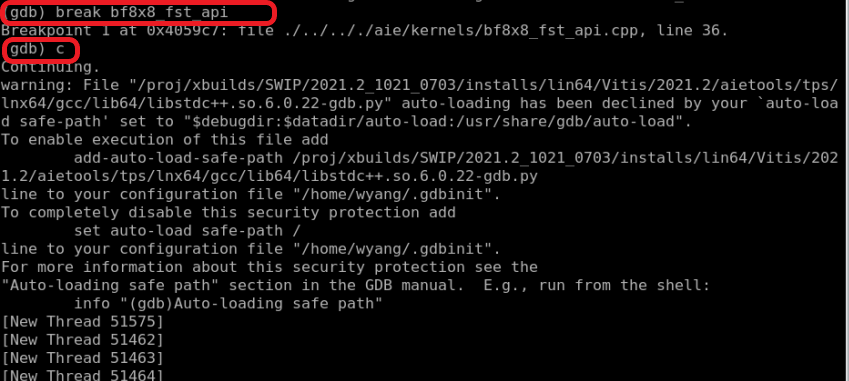 (gdb) break bf8x8_fst_api
Breakpoint 1 at 0x4059c7: file ./../.././aie/kernels/bf8x8_fst_api.cpp, line 36.
(gdb) c
Continuing.
warning: File "/proj/xbuilds/SWIP/2021.2_1021_0703/installs/lin64/Vitis/2021.2/aietools/tps/
lnx64/gcc/lib64/libstdc++.so.6.0.22-gdb.py" auto-loading has been declined by your `auto-loa
d safe-path' set to "$debugdir:$datadir/auto-load:/usr/share/gdb/auto-load".
To enable execution of this file add
        add-auto-load-safe-path /proj/xbuilds/SWIP/2021.2_1021_0703/installs/lin64/Vitis/202
1.2/aietools/tps/lnx64/gcc/lib64/libstdc++.so.6.0.22-gdb.py
line to your configuration file "/home/wyang/.gdbinit".
To completely disable this security protection add
        set auto-load safe-path /
line to your configuration file "/home/wyang/.gdbinit".
For more information about this security protection see the
"Auto-loading safe path" section in the GDB manual.  E.g., run from the shell:
        info "(gdb)Auto-loading safe path"
[New Thread 51575]
[New Thread 51462]
[New Thread 51463]
[New Thread 51464]